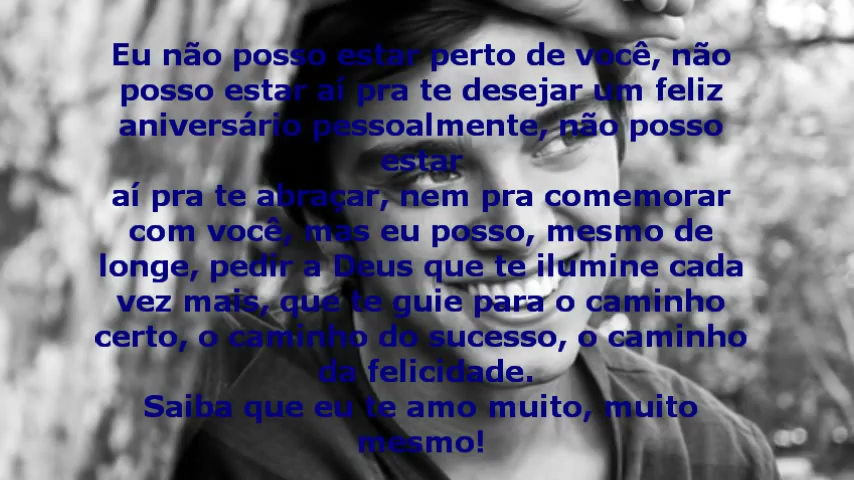 Eu não posso estar perto de você, não
posso estar aí pra te desejar um feliz
aniversário pessoalmente, não posso
estar
aí pra te abraçar, nem pra comemorar
com você, mas eu posso, mesmo de
longe, pedir a Deus que te ilumine cada
vez mais, que te guie para o caminho
certo, o caminho do sucesso, o caminho
da felicidade.
Saiba que eu te amo muito, muito
mesmo!